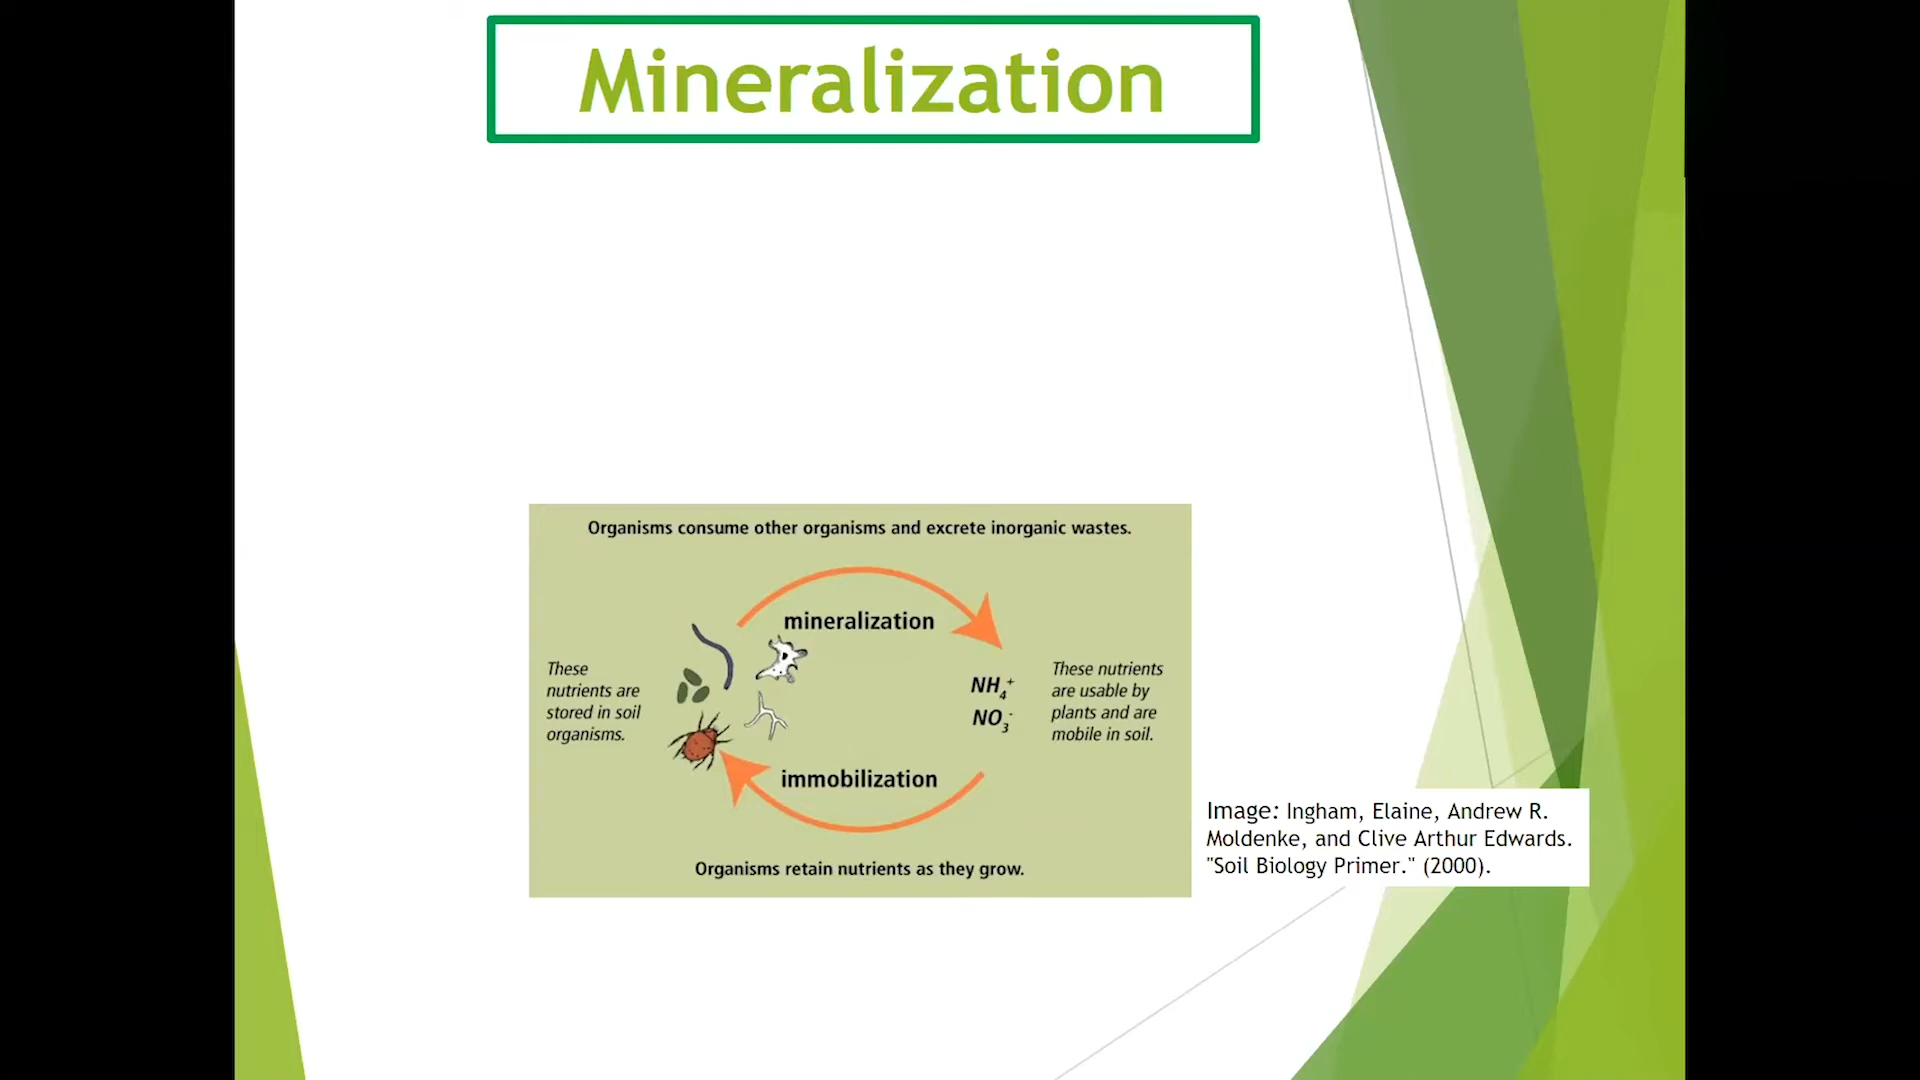 Mineralization
Organisms consume other organisms and excrete inorganic wastes.
mineralization
These
nutrients are
stored in soil
organisms.
NH₄⁺
NO₃⁻
These nutrients
are usable by
plants and are
mobile in soil.
immobilization
Organisms retain nutrients as they grow.
Image: Ingham, Elaine, Andrew R.
Moldenke, and Clive Arthur Edwards.
"Soil Biology Primer." (2000).